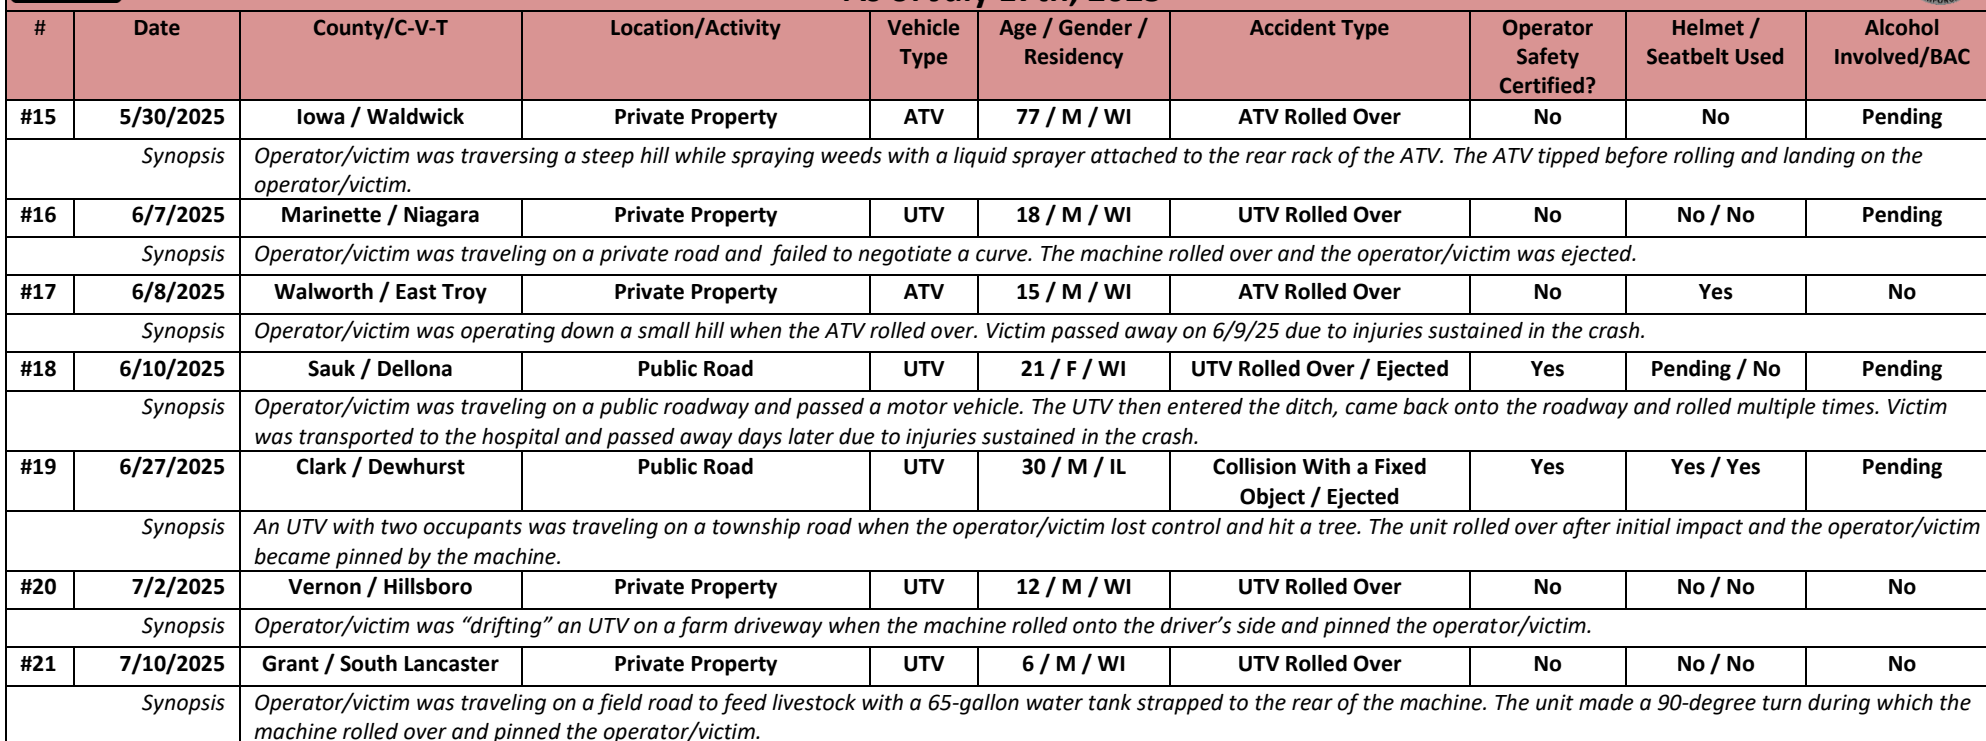 # Date County/C-V-T Location/Activity Vehicle Type Age / Gender / Residency Accident Type Operator Safety Certified? Helmet / Seatbelt Used Alcohol Involved/BAC
#15 5/30/2025 Iowa / Waldwick Private Property ATV 77 / M / WI ATV Rolled Over No No Pending
Synopsis Operator/victim was traversing a steep hill while spraying weeds with a liquid sprayer attached to the rear rack of the ATV. The ATV tipped before rolling and landing on the
operator/victim.
#16 6/7/2025 Marinette / Niagara Private Property UTV 18 / M / WI UTV Rolled Over No No / No Pending
Synopsis Operator/victim was traveling on a private road and  failed to negotiate a curve. The machine rolled over and the operator/victim was ejected.
#17 6/8/2025 Walworth / East Troy Private Property ATV 15 / M / WI ATV Rolled Over No Yes No
Synopsis Operator/victim was operating down a small hill when the ATV rolled over. Victim passed away on 6/9/25 due to injuries sustained in the crash.
#18 6/10/2025 Sauk / Dellona Public Road UTV 21 / F / WI UTV Rolled Over / Ejected Yes Pending / No Pending
Synopsis Operator/victim was traveling on a public roadway and passed a motor vehicle. The UTV then entered the ditch, came back onto the roadway and rolled multiple times. Victim
was transported to the hospital and passed away days later due to injuries sustained in the crash.
#19 6/27/2025 Clark / Dewhurst Public Road UTV 30 / M / IL Collision With a Fixed Object / Ejected Yes Yes / Yes Pending
Synopsis An UTV with two occupants was traveling on a township road when the operator/victim lost control and hit a tree. The unit rolled over after initial impact and the operator/victim
became pinned by the machine.
#20 7/2/2025 Vernon / Hillsboro Private Property UTV 12 / M / WI UTV Rolled Over No No / No No
Synopsis Operator/victim was “drifting” an UTV on a farm driveway when the machine rolled onto the driver’s side and pinned the operator/victim.
#21 7/10/2025 Grant / South Lancaster Private Property UTV 6 / M / WI UTV Rolled Over No No / No No
Synopsis Operator/victim was traveling on a field road to feed livestock with a 65-gallon water tank strapped to the rear of the machine. The unit made a 90-degree turn during which the
machine rolled over and pinned the operator/victim.